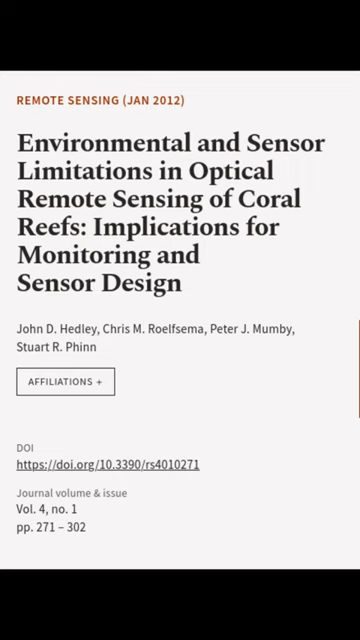 REMOTE SENSING (JAN 2012)
Environmental and Sensor
Limitations in Optical
Remote Sensing of Coral
Reefs: Implications for
Monitoring and
Sensor Design
John D. Hedley, Chris M. Roelfsema, Peter J. Mumby,
Stuart R. Phinn
AFFILIATIONS +
DOI
https://doi.org/10.3390/rs4010271
Journal volume & issue
Vol. 4, no. 1
pp. 271 – 302